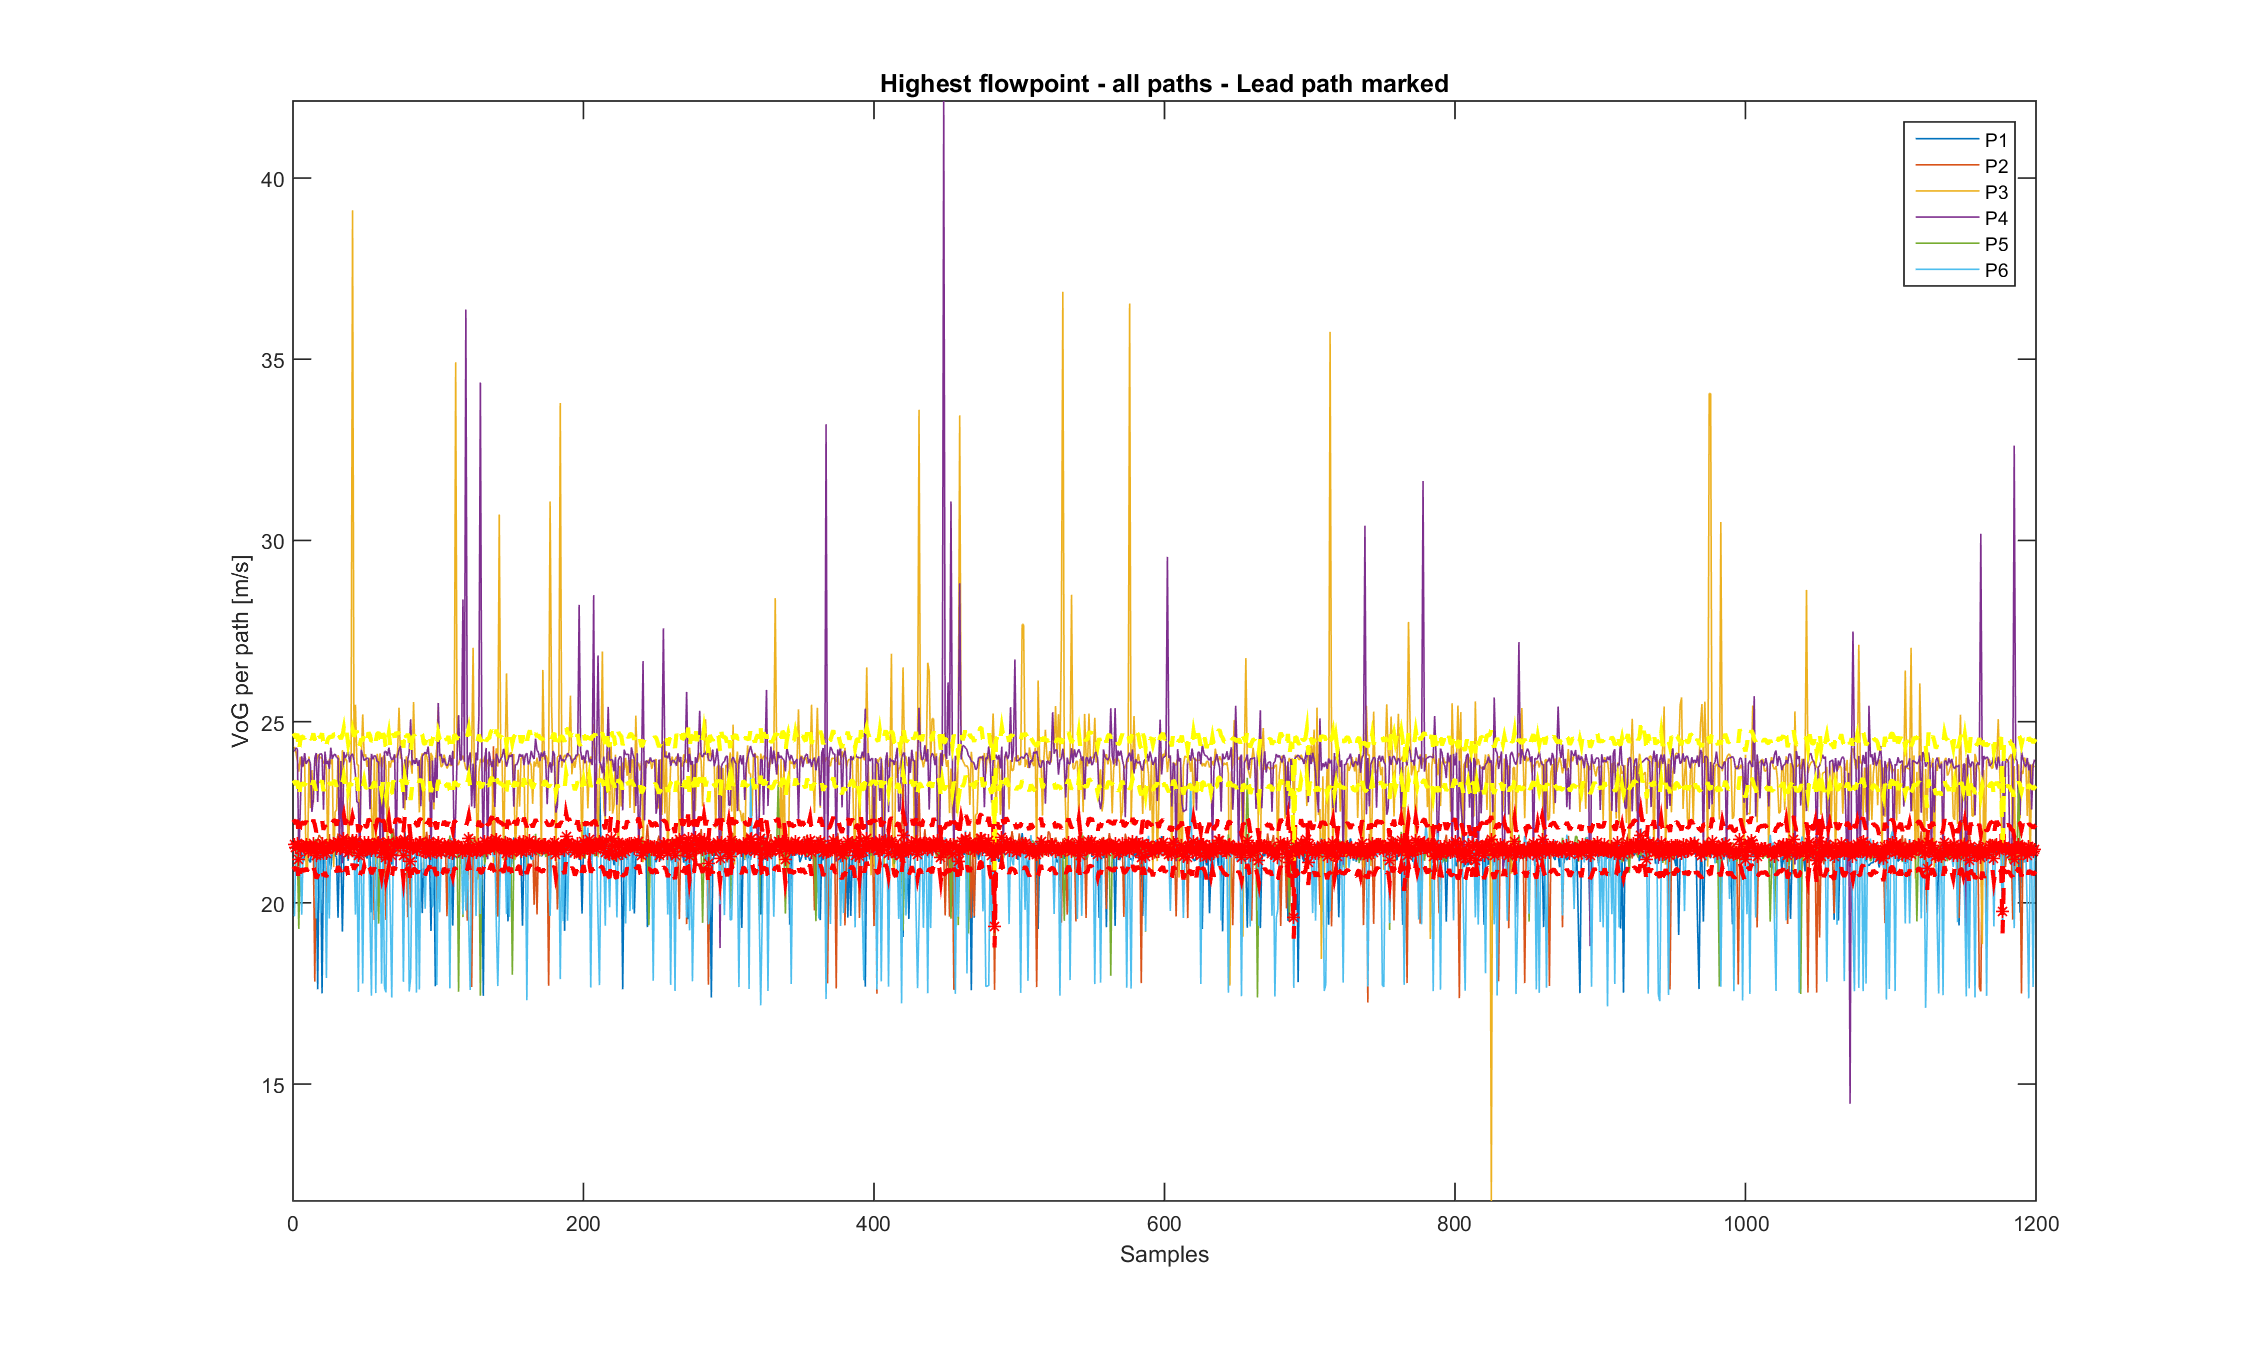 Highest flowpoint - all paths - Lead path marked
P1
P2
P3
P4
P5
P6
VoG per path [m/s]
40
35
30
25
20
15
0 200 400 600 800 1000 1200
Samples